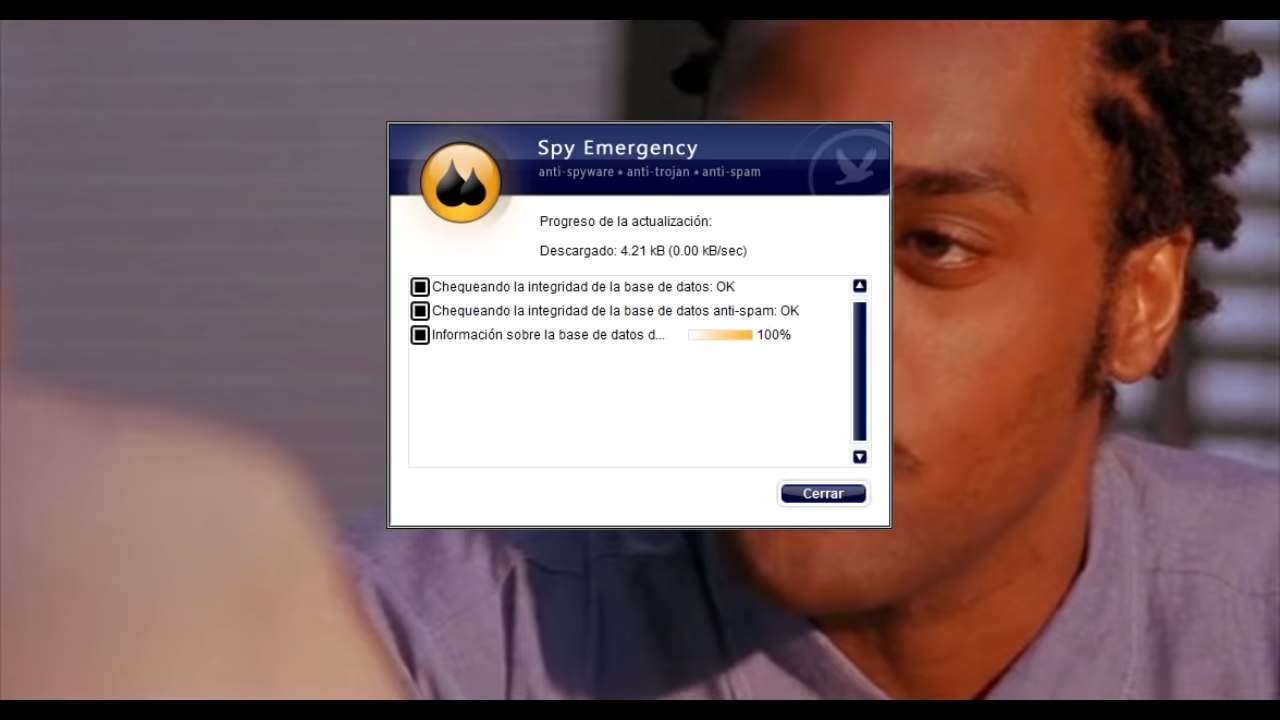 Spy Emergency
anti-spyware • anti-trojan • anti-spam
Progreso de la actualización:
Descargado: 4.21 kB (0.00 kB/sec)
Chequeando la integridad de la base de datos: OK
Chequeando la integridad de la base de datos anti-spam: OK
Información sobre la base de datos d... 100%
Cerrar